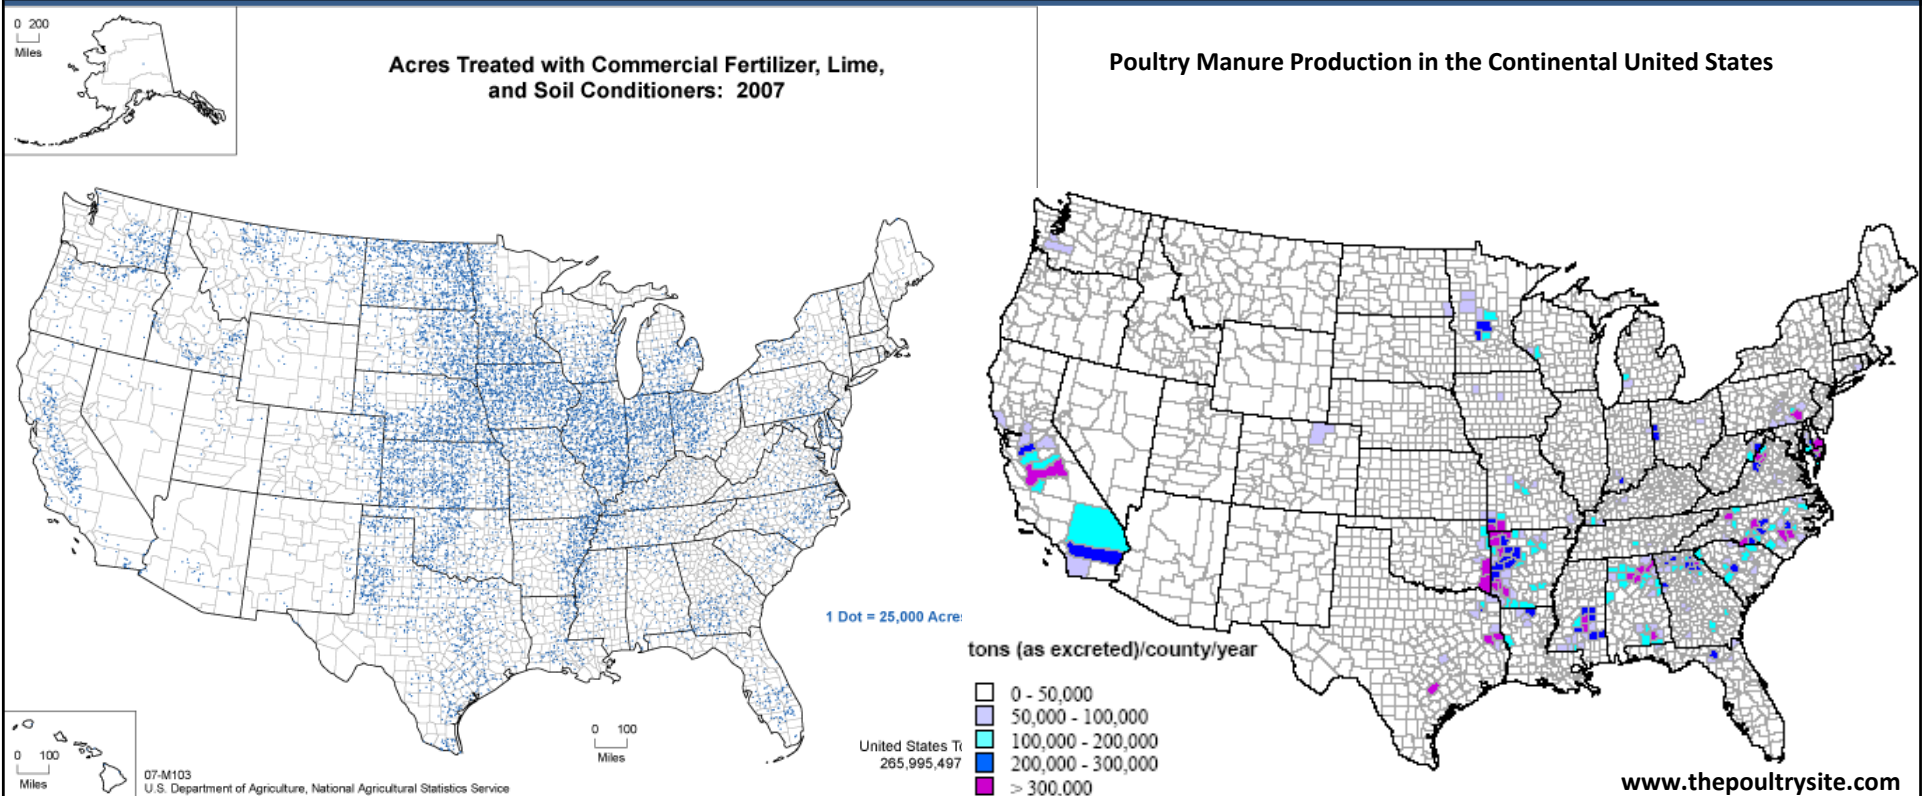 0 200
Miles
Acres Treated with Commercial Fertilizer, Lime,
and Soil Conditioners: 2007
1 Dot = 25,000 Acre
0 100
Miles
United States
265,995,497
0 100
Miles
07-M103
U.S. Department of Agriculture, National Agricultural Statistics Service
Poultry Manure Production in the Continental United States
tons (as excreted)/county/year
0 - 50,000
50,000 - 100,000
100,000 - 200,000
200,000 - 300,000
> 300,000
www.thepoultrysite.com